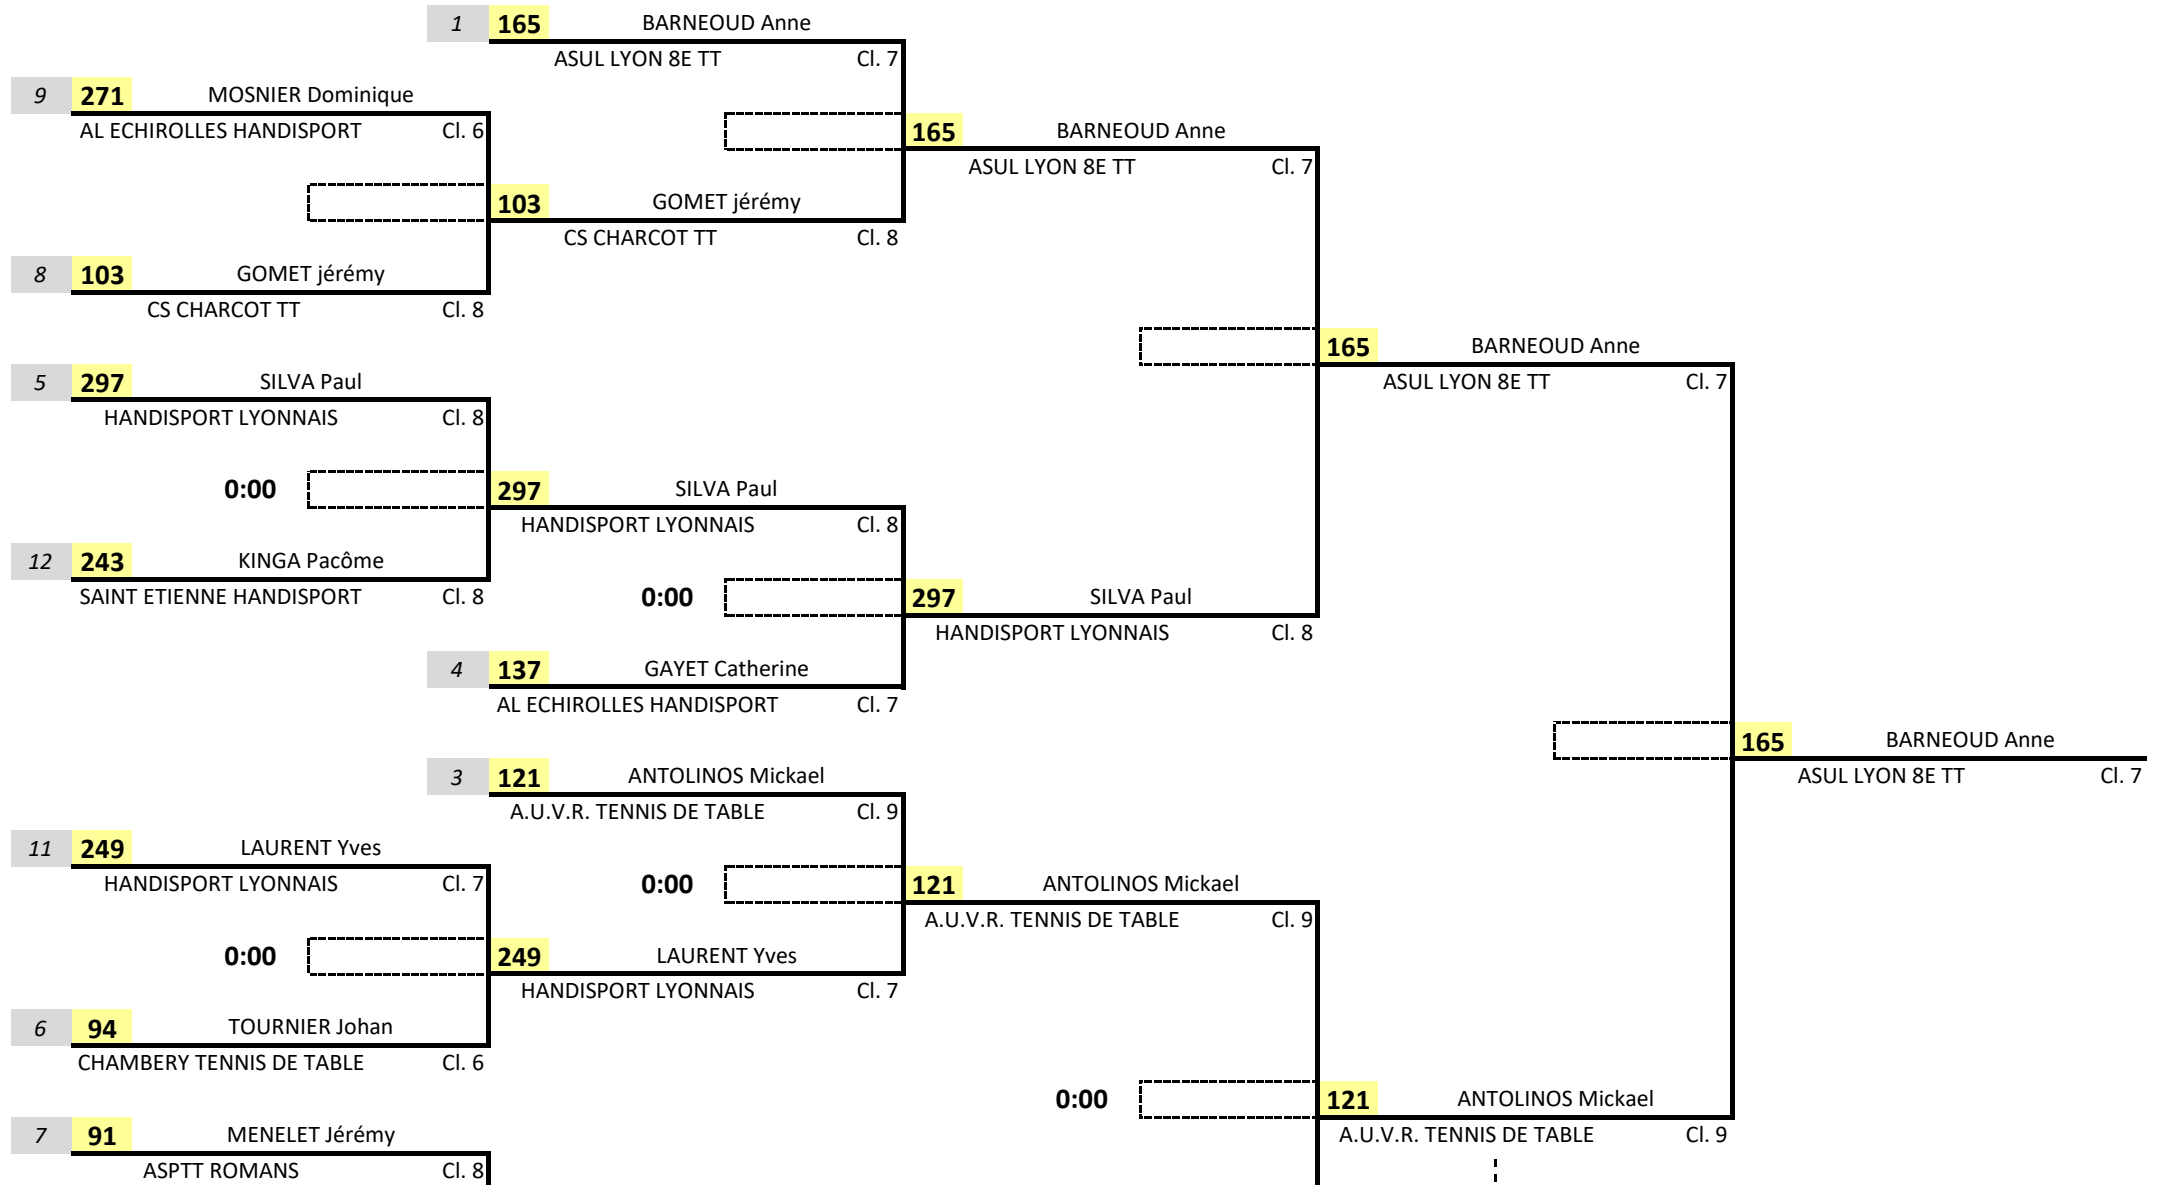 1 165 BARNEOUD Anne
ASUL LYON 8E TT Cl. 7
9 271 MOSNIER Dominique
AL ECHIROLLES HANDISPORT Cl. 6
165 BARNEOUD Anne
ASUL LYON 8E TT Cl. 7
103 GOMET jérémy
CS CHARCOT TT Cl. 8
8 103 GOMET jérémy
CS CHARCOT TT Cl. 8
165 BARNEOUD Anne
ASUL LYON 8E TT Cl. 7
5 297 SILVA Paul
HANDISPORT LYONNAIS Cl. 8
0:00 297 SILVA Paul
HANDISPORT LYONNAIS Cl. 8
12 243 KINGA Pacôme
SAINT ETIENNE HANDISPORT Cl. 8
0:00 297 SILVA Paul
HANDISPORT LYONNAIS Cl. 8
4 137 GAYET Catherine
AL ECHIROLLES HANDISPORT Cl. 7
165 BARNEOUD Anne
ASUL LYON 8E TT Cl. 7
3 121 ANTOLINOS Mickael
A.U.V.R. TENNIS DE TABLE Cl. 9
11 249 LAURENT Yves
HANDISPORT LYONNAIS Cl. 7
0:00 121 ANTOLINOS Mickael
A.U.V.R. TENNIS DE TABLE Cl. 9
0:00 249 LAURENT Yves
HANDISPORT LYONNAIS Cl. 7
6 94 TOURNIER Johan
CHAMBERY TENNIS DE TABLE Cl. 6
0:00 121 ANTOLINOS Mickael
A.U.V.R. TENNIS DE TABLE Cl. 9
7 91 MENELET Jérémy
ASPTT ROMANS Cl. 8